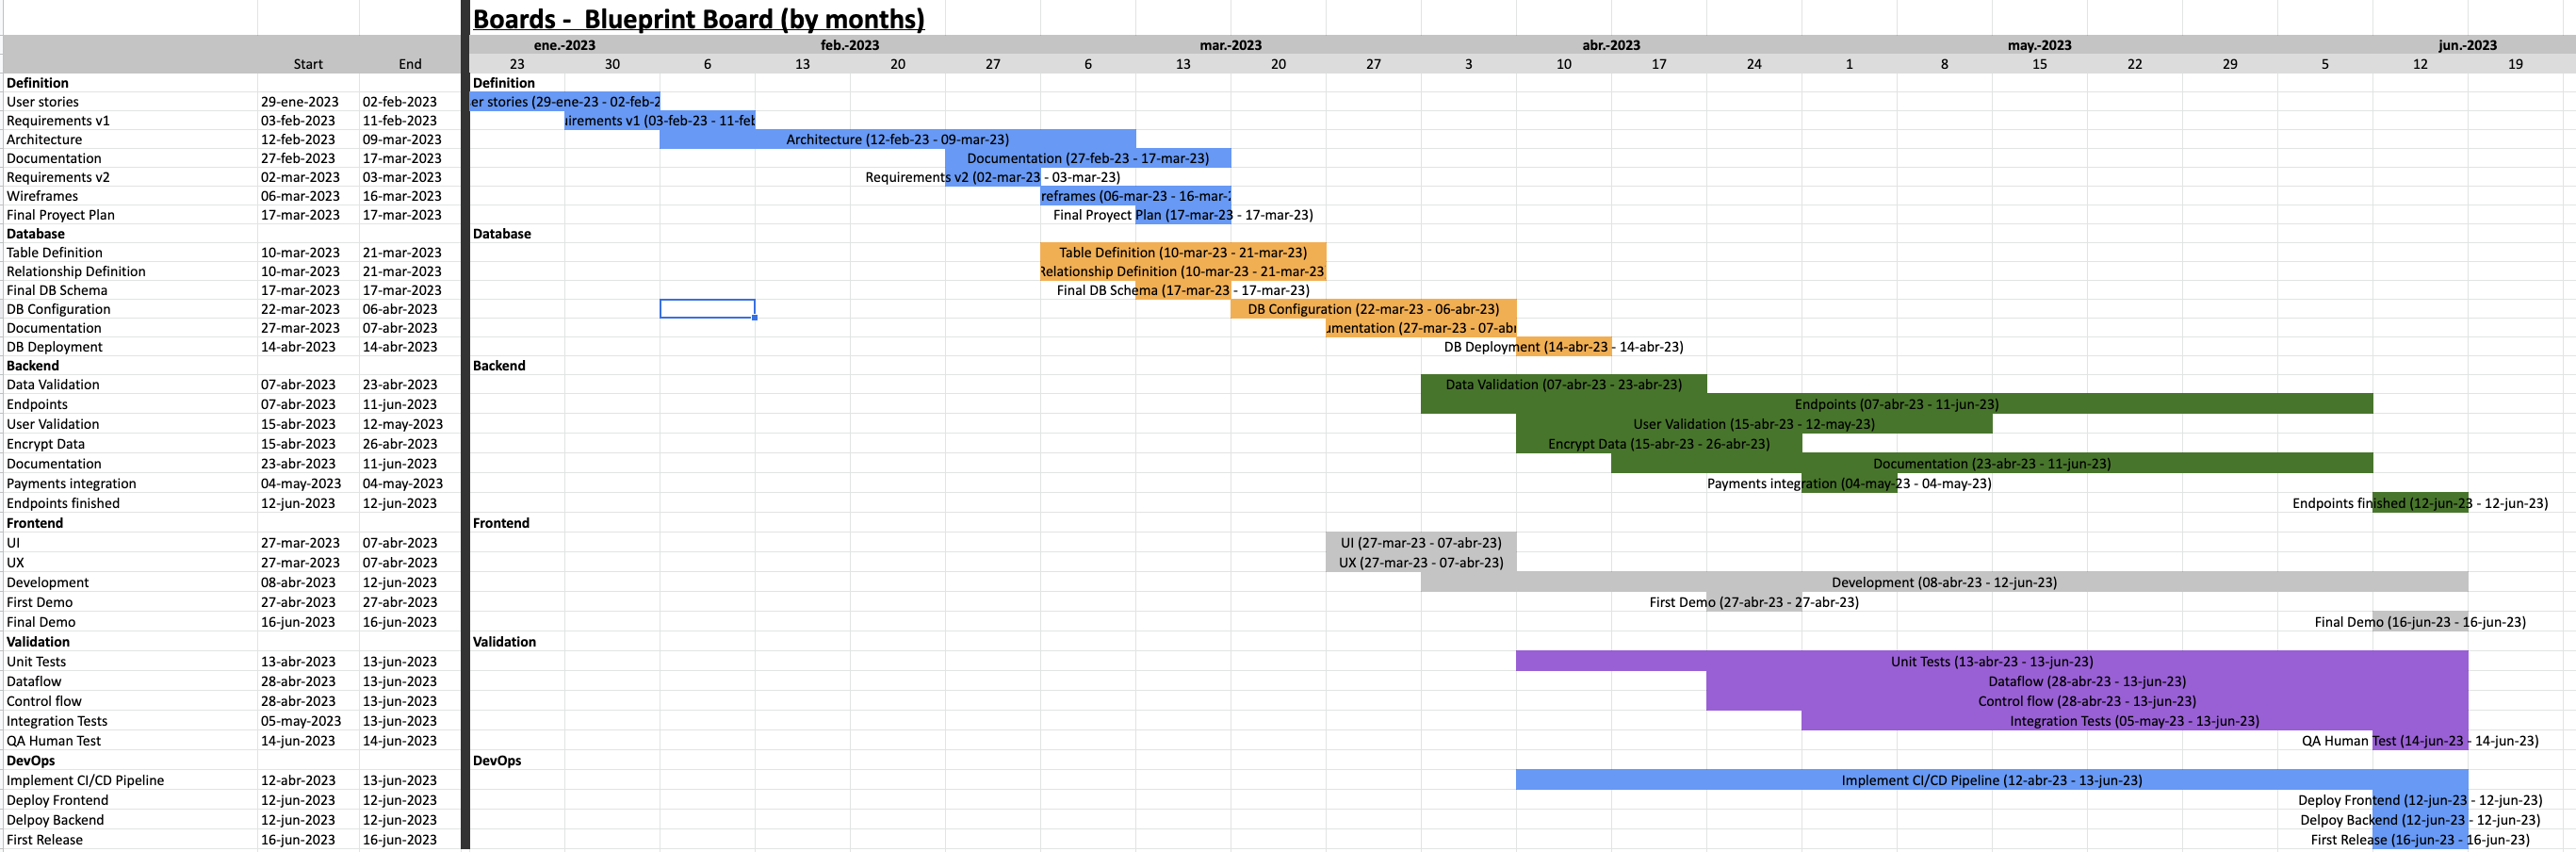 Boards -  Blueprint Board (by months)
ene.-2023 feb.-2023 mar.-2023 abr.-2023 may.-2023 jun.-2023
Start End 23 30 6 13 20 27 6 13 20 27 3 10 17 24 1 8 15 22 29 5 12 19
Definition Definition
User stories 29-ene-2023 02-feb-2023 er stories (29-ene-23 - 02-feb-2
Requirements v1 03-feb-2023 11-feb-2023 uirements v1 (03-feb-23 - 11-feb
Architecture 12-feb-2023 09-mar-2023 Architecture (12-feb-23 - 09-mar-23)
Documentation 27-feb-2023 17-mar-2023 Documentation (27-feb-23 - 17-mar-23)
Requirements v2 02-mar-2023 03-mar-2023 Requirements v2 (02-mar-23 - 03-mar-23)
Wireframes 06-mar-2023 16-mar-2023 reframes (06-mar-23 - 16-mar-2
Final Proyect Plan 17-mar-2023 17-mar-2023 Final Proyect Plan (17-mar-23 - 17-mar-23)
Database Database
Table Definition 10-mar-2023 21-mar-2023 Table Definition (10-mar-23 - 21-mar-23)
Relationship Definition 10-mar-2023 21-mar-2023 Relationship Definition (10-mar-23 - 21-mar-23
Final DB Schema 17-mar-2023 17-mar-2023 Final DB Schema (17-mar-23 - 17-mar-23)
DB Configuration 22-mar-2023 06-abr-2023 DB Configuration (22-mar-23 - 06-abr-23)
Documentation 27-mar-2023 07-abr-2023 umentation (27-mar-23 - 07-abr
DB Deployment 14-abr-2023 14-abr-2023 DB Deployment (14-abr-23 - 14-abr-23)
Backend Backend
Data Validation 07-abr-2023 23-abr-2023 Data Validation (07-abr-23 - 23-abr-23)
Endpoints 07-abr-2023 11-jun-2023 Endpoints (07-abr-23 - 11-jun-23)
User Validation 15-abr-2023 12-may-2023 User Validation (15-abr-23 - 12-may-23)
Encrypt Data 15-abr-2023 26-abr-2023 Encrypt Data (15-abr-23 - 26-abr-23)
Documentation 23-abr-2023 11-jun-2023 Documentation (23-abr-23 - 11-jun-23)
Payments integration 04-may-2023 04-may-2023 Payments integration (04-may-23 - 04-may-23)
Endpoints finished 12-jun-2023 12-jun-2023 Endpoints finished (12-jun-23 - 12-jun-23)
Frontend Frontend
UI 27-mar-2023 07-abr-2023 UI (27-mar-23 - 07-abr-23)
UX 27-mar-2023 07-abr-2023 UX (27-mar-23 - 07-abr-23)
Development 08-abr-2023 12-jun-2023 Development (08-abr-23 - 12-jun-23)
First Demo 27-abr-2023 27-abr-2023 First Demo (27-abr-23 - 27-abr-23)
Final Demo 16-jun-2023 16-jun-2023 Final Demo (16-jun-23 - 16-jun-23)
Validation Validation
Unit Tests 13-abr-2023 13-jun-2023 Unit Tests (13-abr-23 - 13-jun-23)
Dataflow 28-abr-2023 13-jun-2023 Dataflow (28-abr-23 - 13-jun-23)
Control flow 28-abr-2023 13-jun-2023 Control flow (28-abr-23 - 13-jun-23)
Integration Tests 05-may-2023 13-jun-2023 Integration Tests (05-may-23 - 13-jun-23)
QA Human Test 14-jun-2023 14-jun-2023 QA Human Test (14-jun-23 - 14-jun-23)
DevOps DevOps
Implement CI/CD Pipeline 12-abr-2023 13-jun-2023 Implement CI/CD Pipeline (12-abr-23 - 13-jun-23)
Deploy Frontend 12-jun-2023 12-jun-2023 Deploy Frontend (12-jun-23 - 12-jun-23)
Delpoy Backend 12-jun-2023 12-jun-2023 Delpoy Backend (12-jun-23 - 12-jun-23)
First Release 16-jun-2023 16-jun-2023 First Release (16-jun-23 - 16-jun-23)